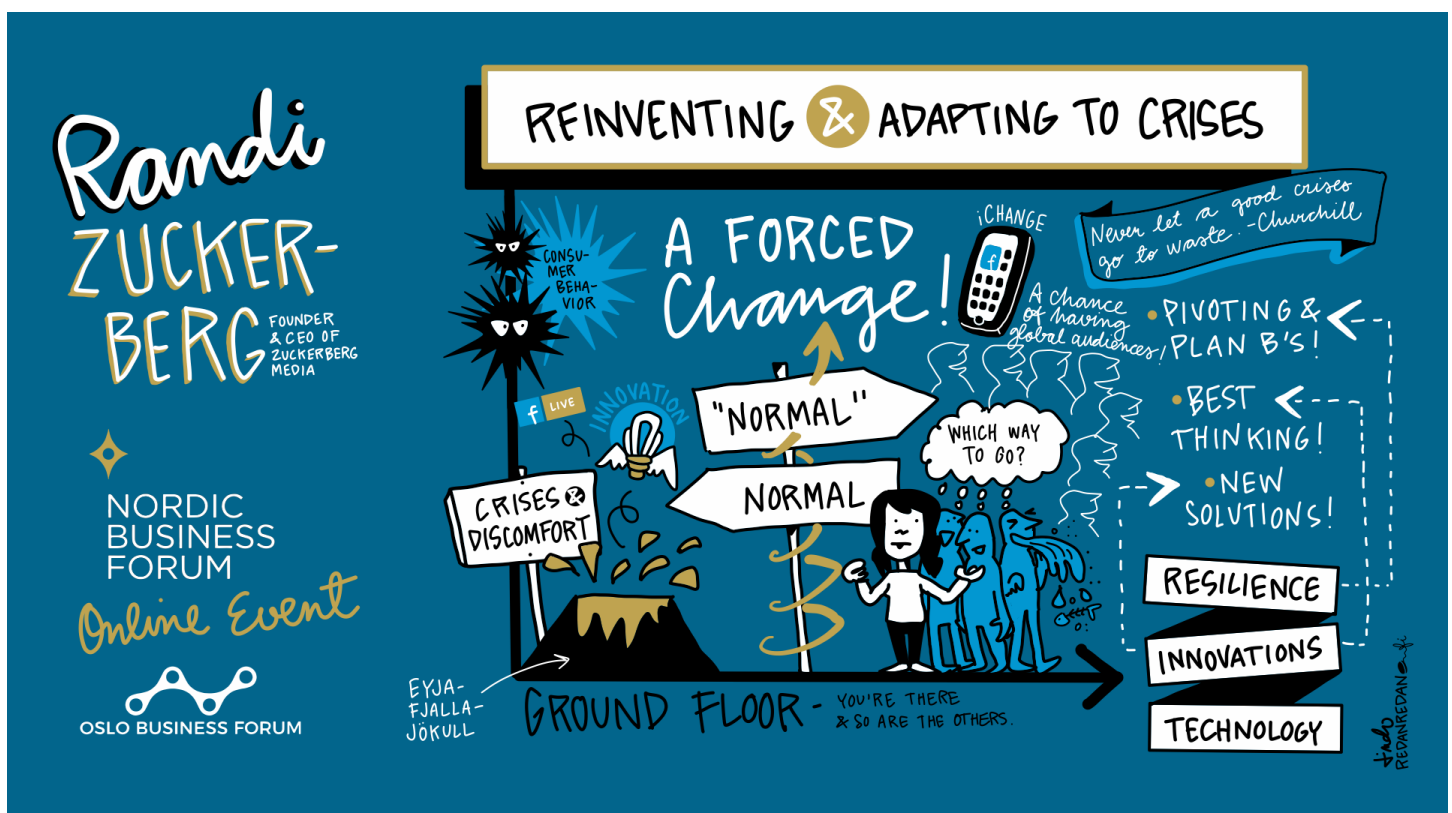 Randi
ZUCKER-
BERG
FOUNDER
& CEO OF
ZUCKERBERG
MEDIA
NORDIC
BUSINESS
FORUM
Online Event
OSLO BUSINESS FORUM
REINVENTING & ADAPTING TO CRISES
CONSU-
MER
BEHA-
VIOR
A FORCED
Change!
iCHANGE
f
Never let a good crises
go to waste. -Churchill
A chance
of having
global audiences!
• PIVOTING &
PLAN B'S!
• BEST
THINKING!
• NEW
SOLUTIONS!
f LIVE
INNOVATION
"NORMAL"
NORMAL
WHICH WAY
TO GO?
CRISES &
DISCOMFORT
EYJA-
FJALLA-
JÖKULL
GROUND FLOOR -
YOU'RE THERE
& SO ARE THE OTHERS.
RESILIENCE
INNOVATIONS
TECHNOLOGY
REDANREDAN.fi